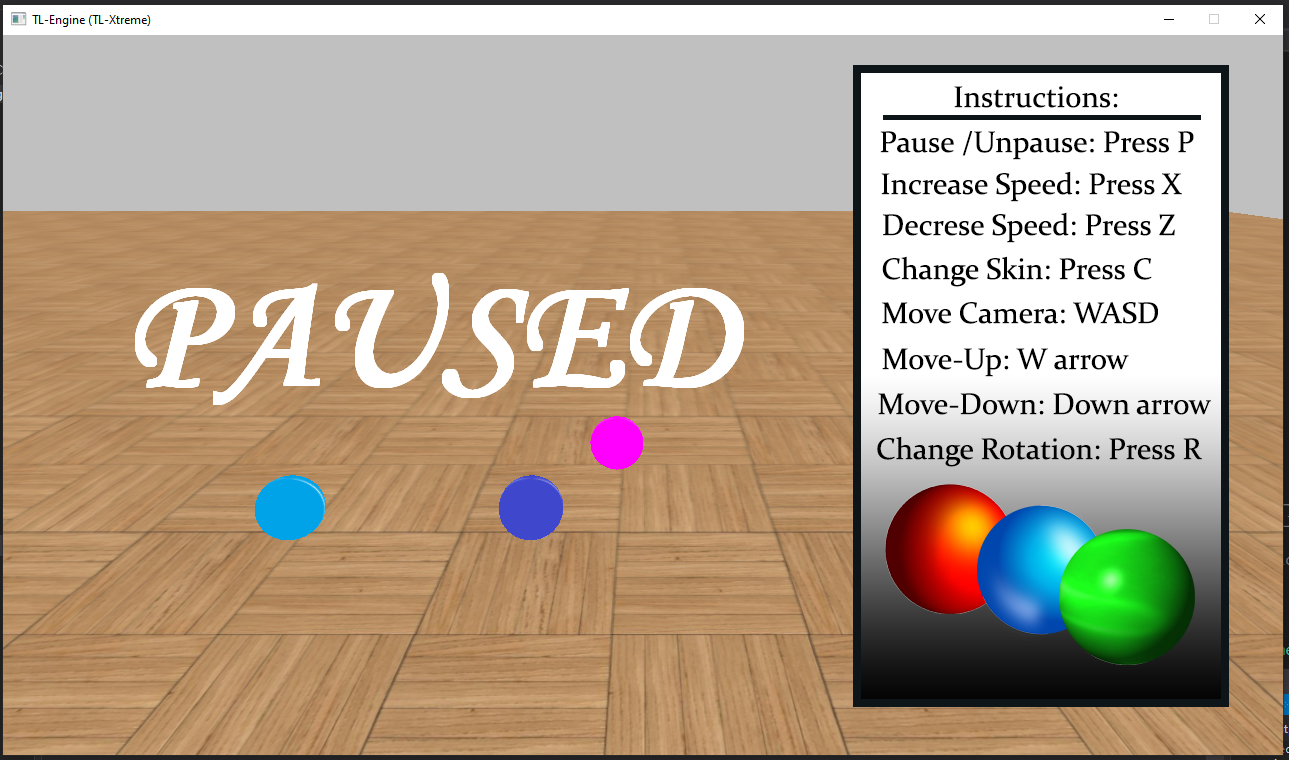 TL-Engine (TL-Xtreme)
Instructions:
Pause /Unpause: Press P
Increase Speed: Press X
Decrese Speed: Press Z
Change Skin: Press C
Move Camera: WASD
Move-Up: W arrow
Move-Down: Down arrow
Change Rotation: Press R
PAUSED